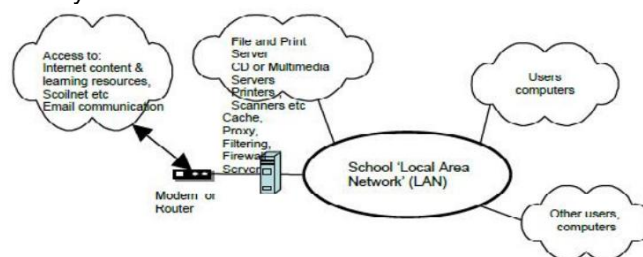 Access to:
Internet content &
learning resources,
Scoilnet etc
Email communication
File and Print
Server
CD or Multimedia
Servers
Printers,
Scanners etc
Cache,
Proxy,
Filtering,
Firewall
Server
Modem or
Router
School 'Local Area
Network' (LAN)
Users
computers
Other users,
computers